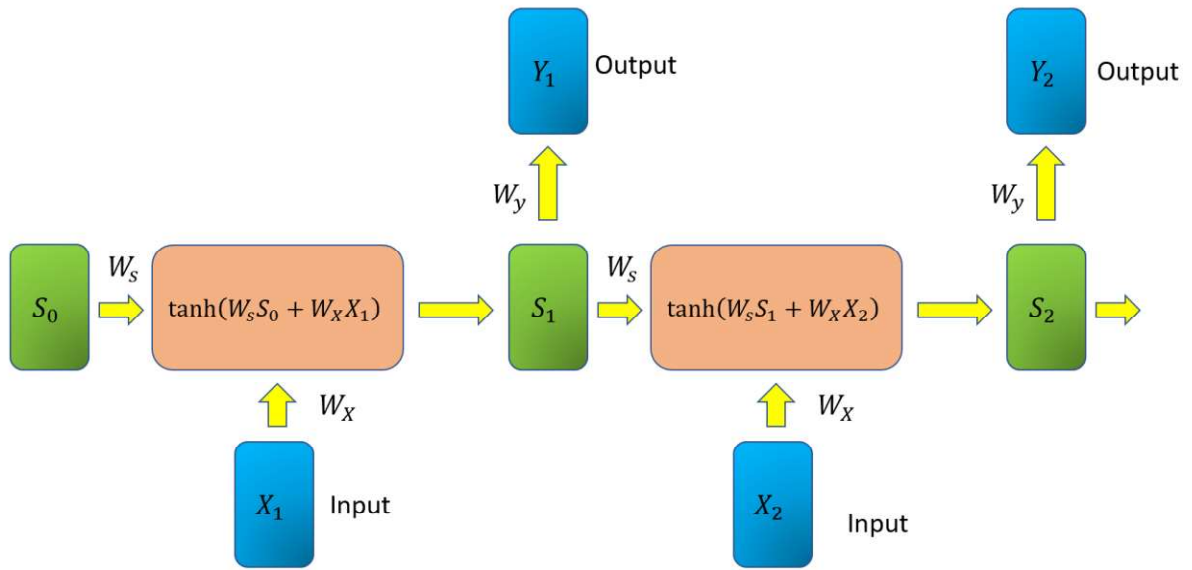 Y₁ Output
Y₂ Output
W_y
W_y
W_s
W_s
S₀
tanh(W_sS₀ + W_XX₁)
S₁
tanh(W_sS₁ + W_XX₂)
S₂
W_X
W_X
X₁ Input
X₂ Input